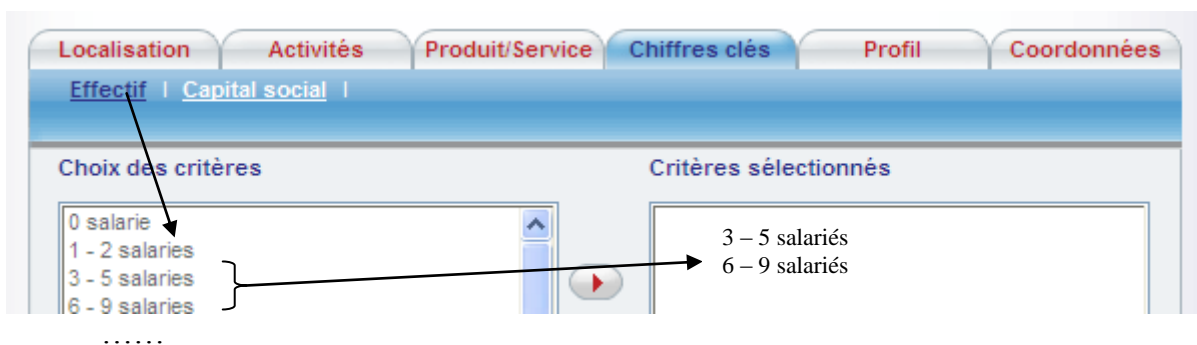 Localisation Activités Produit/Service Chiffres clés Profil Coordonnées
Effectif | Capital social |
Choix des critères
Critères sélectionnés
0 salarie
1 - 2 salaries
3 - 5 salaries
6 - 9 salaries
3 – 5 salariés
6 – 9 salariés
......